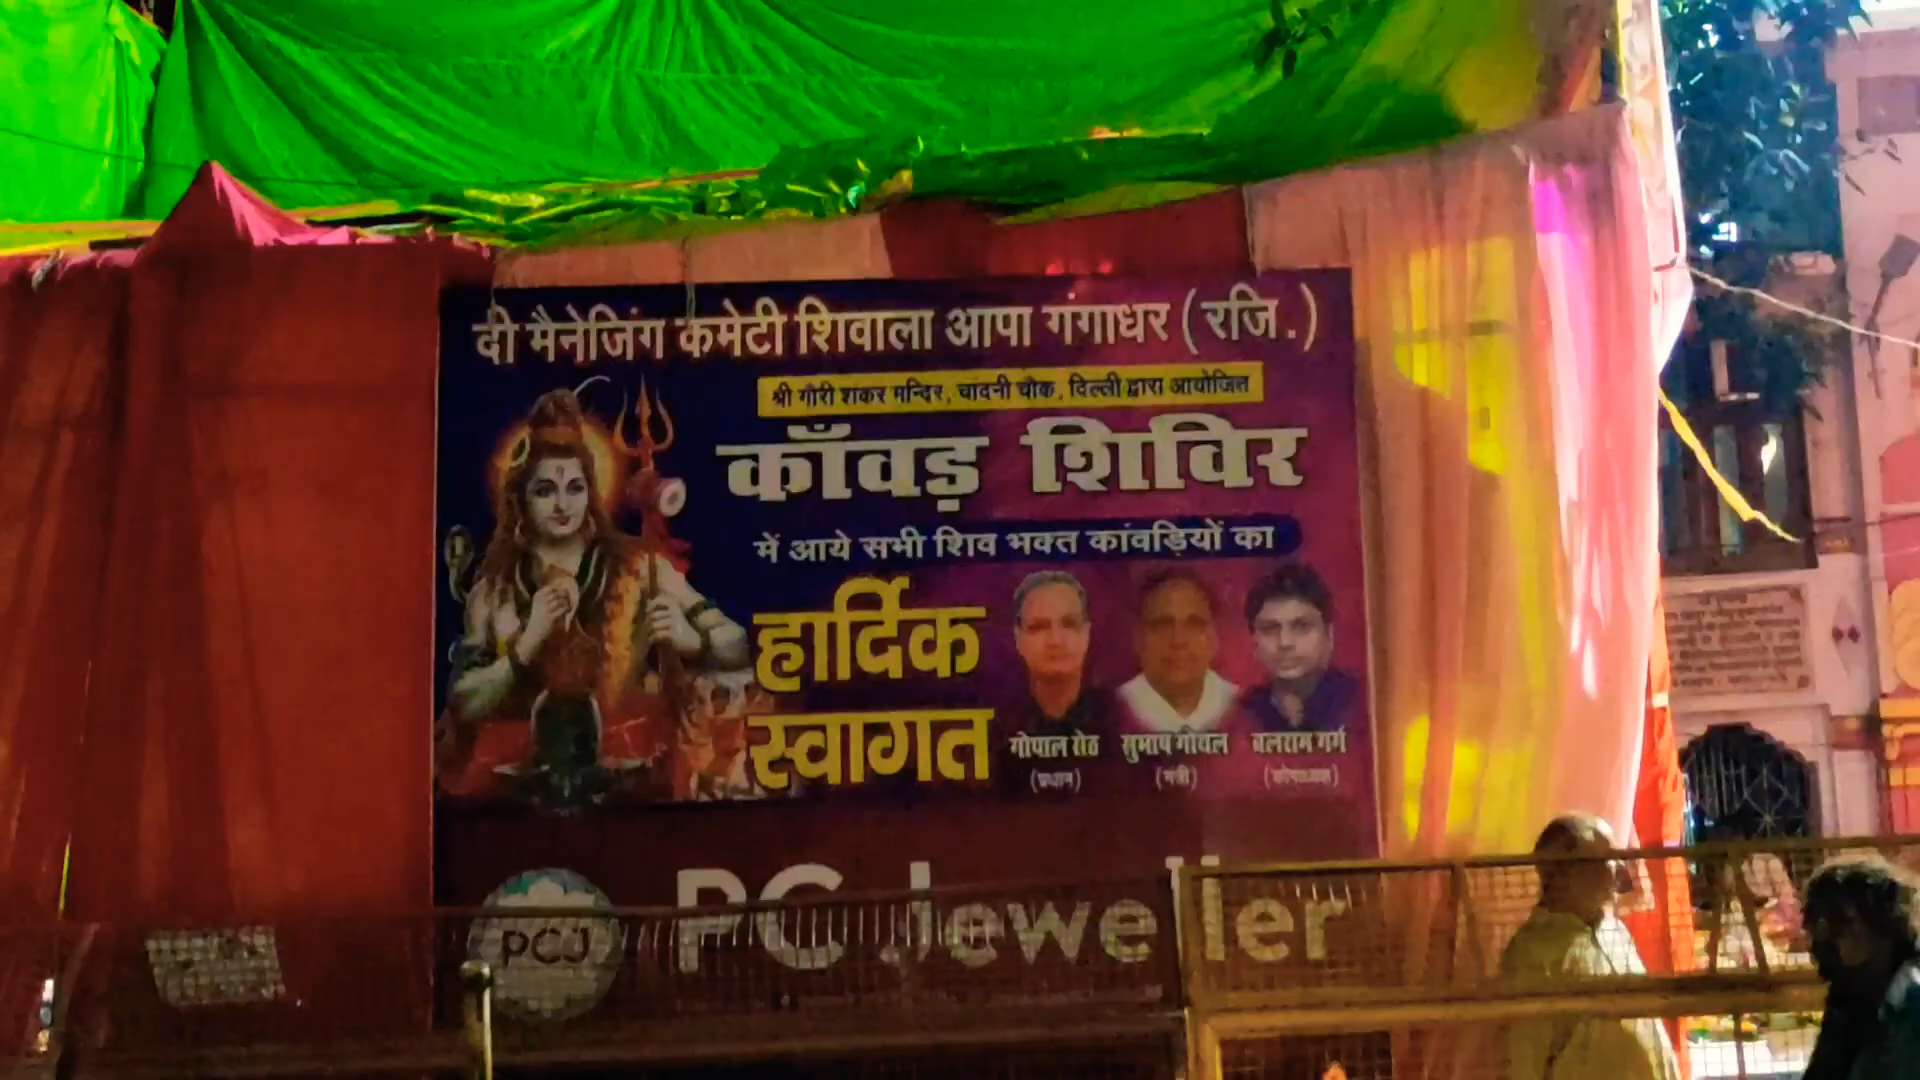 दी मैनेजिंग कमेटी शिवाला आपा गंगाधर (रजि.)
श्री गौरी शंकर मन्दिर, चांदनी चौक, दिल्ली द्वारा आयोजित
काँवड़ शिविर
में आये सभी शिव भक्त कांवड़ियों का
हार्दिक
स्वागत
गोपाल सेठ
(प्रधान)
सुभाष गोयल
(मंत्री)
बलराम गर्ग
(कोषाध्यक्ष)
PCJ
PC Jeweller